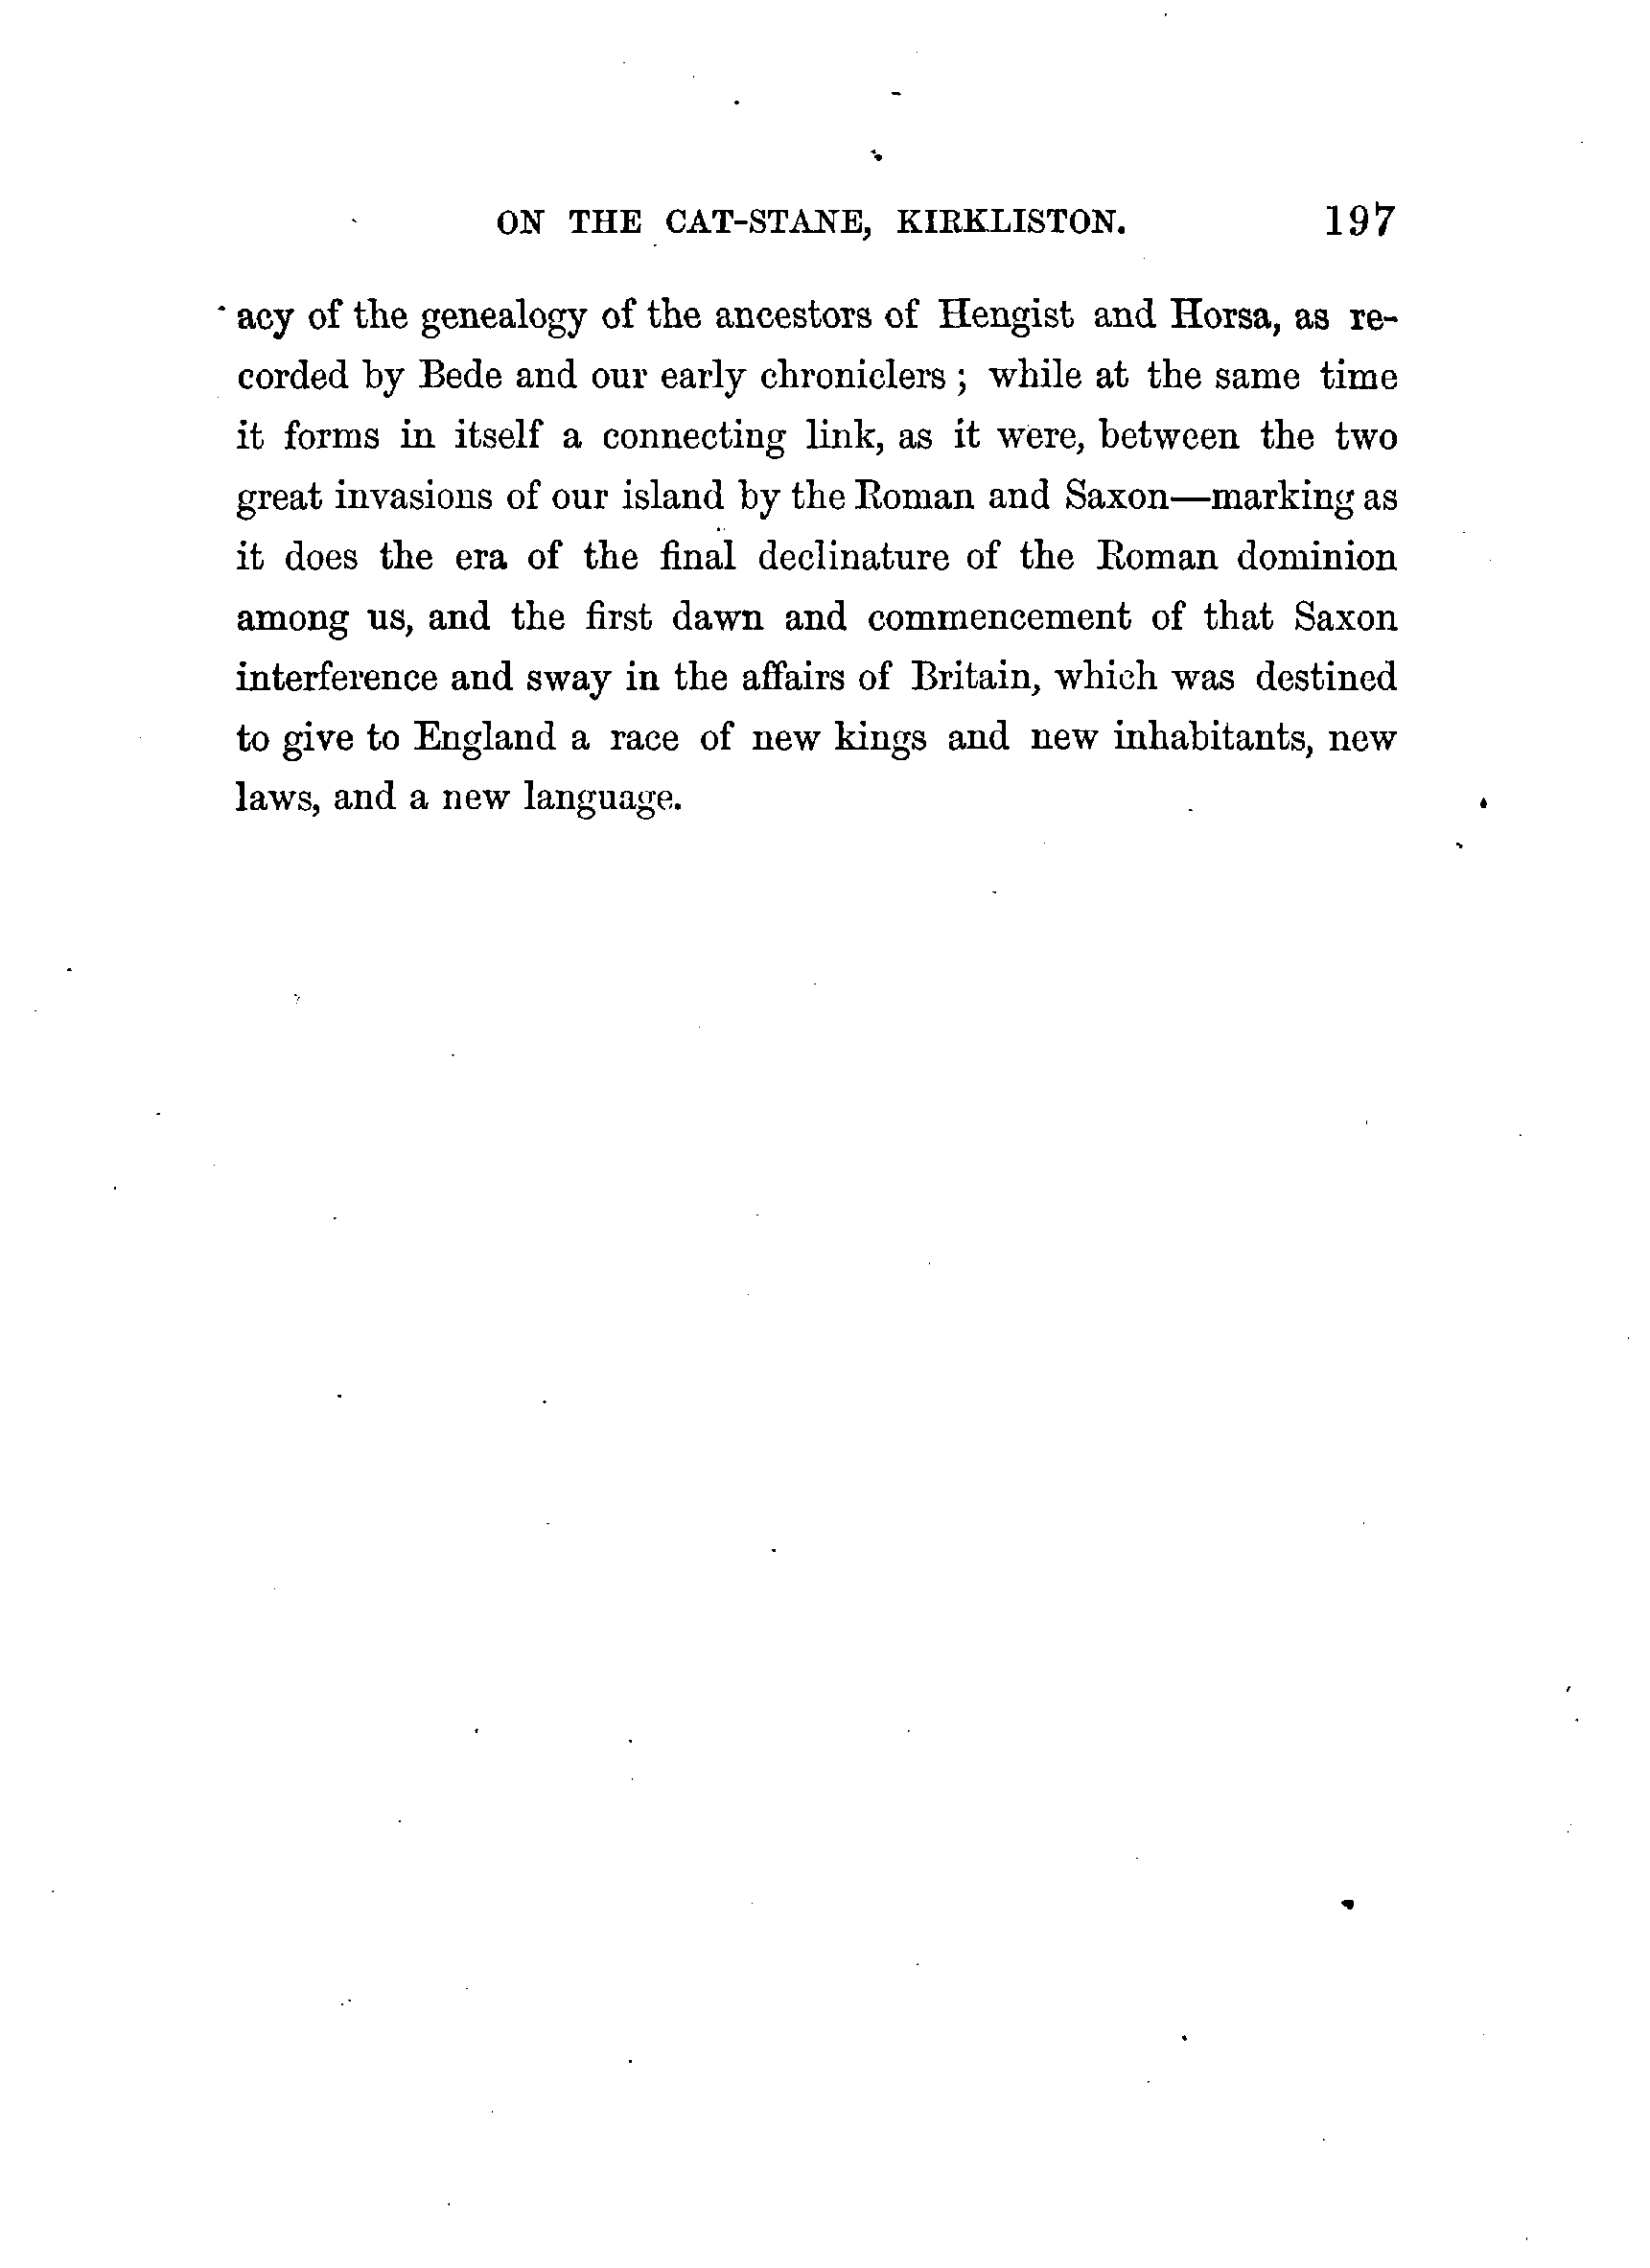 ON THE CAT-STANE, KIRKLISTON. 197
acy of the genealogy of the ancestors of Hengist and Horsa, as re-
corded by Bede and our early chroniclers ; while at the same time
it forms in itself a connecting link, as it were, between the two
great invasions of our island by the Roman and Saxon—marking as
it does the era of the final declinature of the Roman dominion
among us, and the first dawn and commencement of that Saxon
interference and sway in the affairs of Britain, which was destined
to give to England a race of new kings and new inhabitants, new
laws, and a new language.